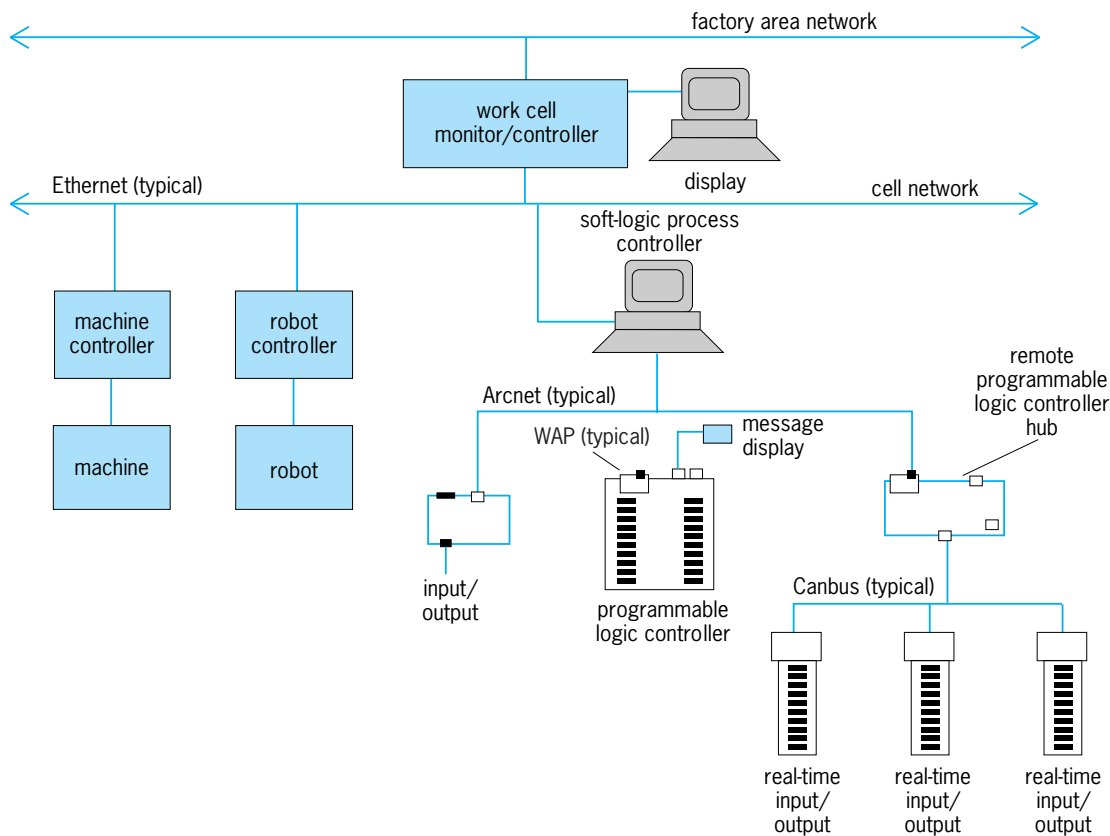 factory area network
work cell
monitor/controller
display
Ethernet (typical)
cell network
soft-logic process
controller
machine
controller
robot
controller
machine
robot
Arcnet (typical)
remote
programmable
logic controller
hub
WAP (typical)
message
display
input/
output
programmable
logic controller
Canbus (typical)
real-time
input/
output
real-time
input/
output
real-time
input/
output